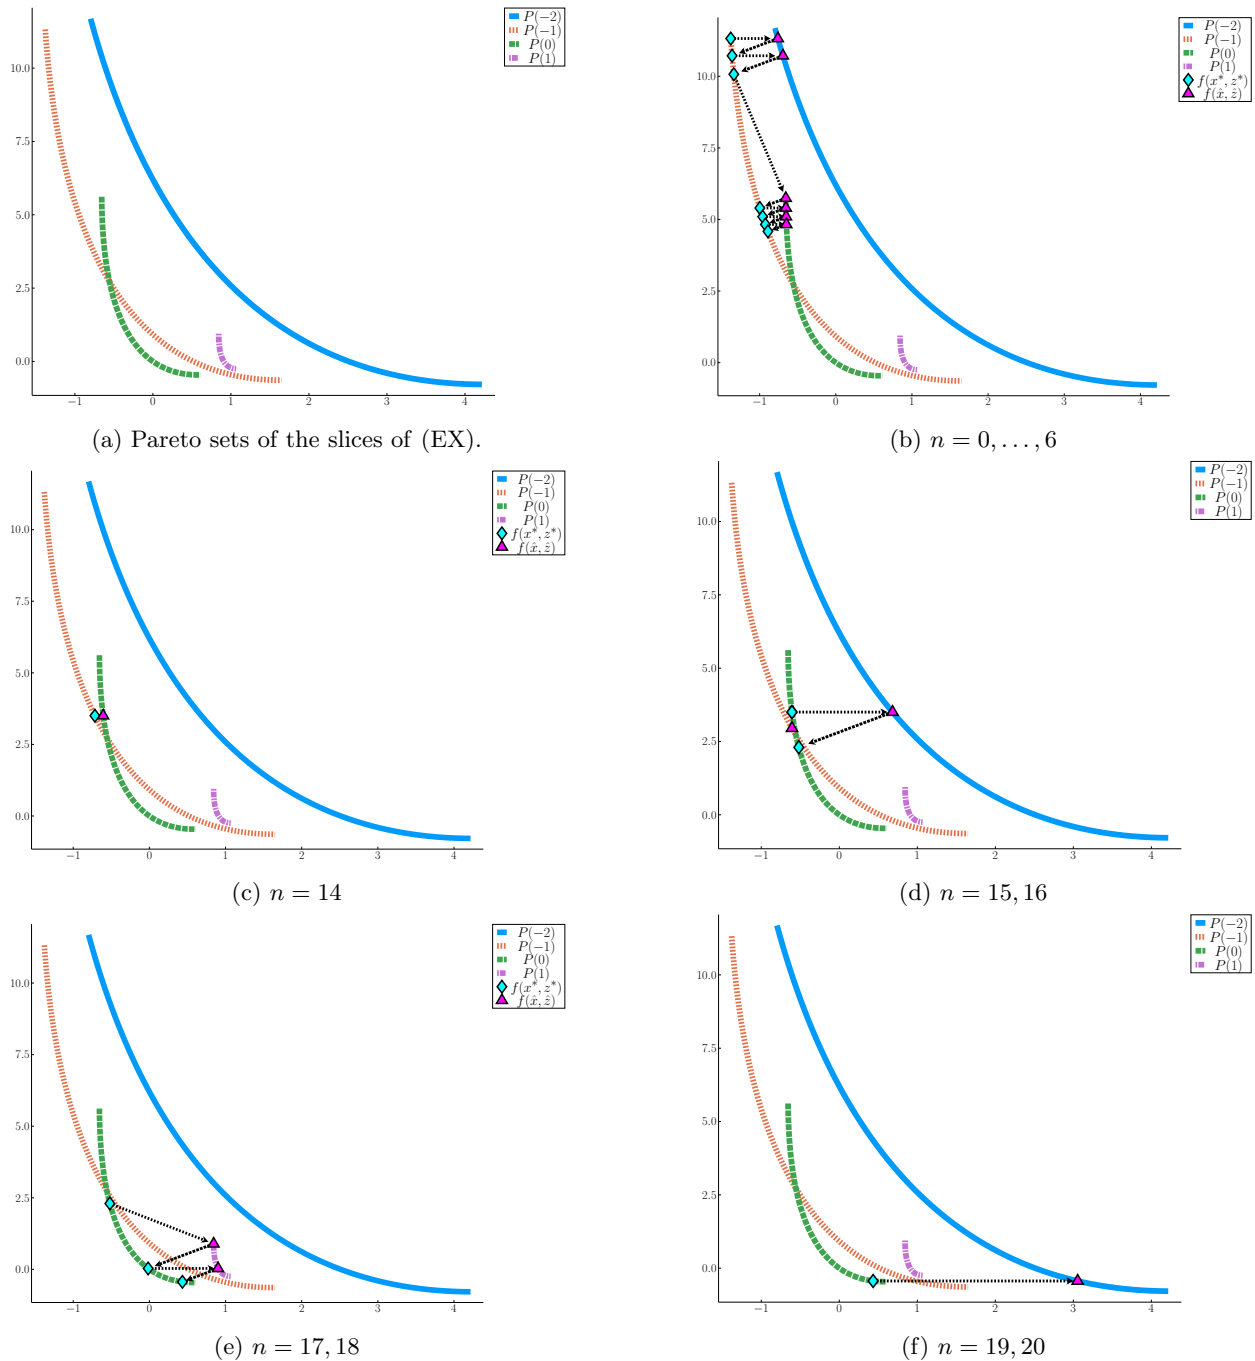 P(−2)
P(−1)
P(0)
P(1)
10.0
7.5
5.0
2.5
0.0
−1 0 1 2 3 4
(a) Pareto sets of the slices of (EX).
P(−2)
P(−1)
P(0)
P(1)
f(x*, z*)
f(x̂, ẑ)
10.0
7.5
5.0
2.5
0.0
−1 0 1 2 3 4
(b) n = 0, . . . , 6
P(−2)
P(−1)
P(0)
P(1)
f(x*, z*)
f(x̂, ẑ)
10.0
7.5
5.0
2.5
0.0
−1 0 1 2 3 4
(c) n = 14
P(−2)
P(−1)
P(0)
P(1)
10.0
7.5
5.0
2.5
0.0
−1 0 1 2 3 4
(d) n = 15, 16
P(−2)
P(−1)
P(0)
P(1)
f(x*, z*)
f(x̂, ẑ)
10.0
7.5
5.0
2.5
0.0
−1 0 1 2 3 4
(e) n = 17, 18
P(−2)
P(−1)
P(0)
P(1)
10.0
7.5
5.0
2.5
0.0
−1 0 1 2 3 4
(f) n = 19, 20